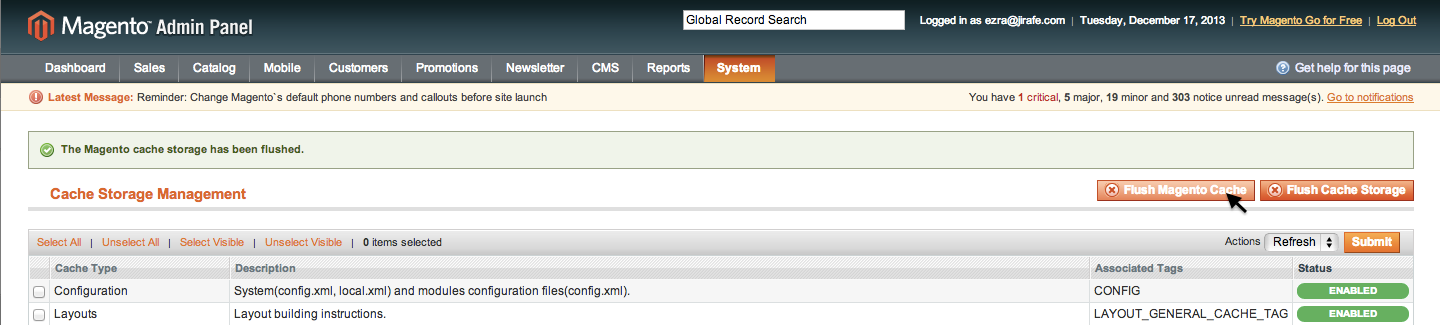 Magento™ Admin Panel
Global Record Search
Logged in as ezra@jirafe.com | Tuesday, December 17, 2013 | Try Magento Go for Free | Log Out
Dashboard Sales Catalog Mobile Customers Promotions Newsletter CMS Reports System Get help for this page
Latest Message: Reminder: Change Magento`s default phone numbers and callouts before site launch You have 1 critical, 5 major, 19 minor and 303 notice unread message(s). Go to notifications
The Magento cache storage has been flushed.
Cache Storage Management Flush Magento Cache Flush Cache Storage
Select All | Unselect All | Select Visible | Unselect Visible | 0 items selected Actions Refresh Submit
Cache Type Description Associated Tags Status
Configuration System(config.xml, local.xml) and modules configuration files(config.xml). CONFIG ENABLED
Layouts Layout building instructions. LAYOUT_GENERAL_CACHE_TAG ENABLED